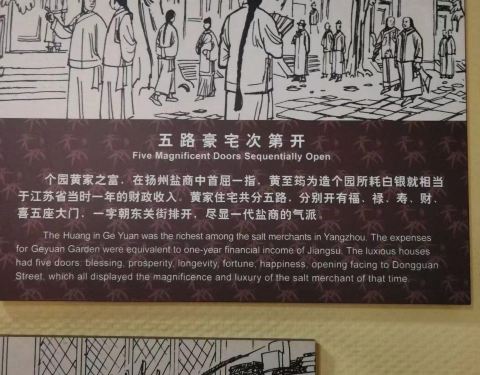 五路豪宅次第开
Five Magnificent Doors Sequentially Open
个园黄家之富，在扬州盐商中首屈一指，黄至筠为造个园所耗白银就相当
于江苏省当时一年的财政收入。黄家住宅共分五路，分别开有福、禄、寿、财、
喜五座大门，一字朝东关街排开，尽显一代盐商的气派。
The Huang in Ge Yuan was the richest among the salt merchants in Yangzhou. The expenses
for Geyuan Garden were equivalent to one-year financial income of Jiangsu. The luxious houses
had five doors: blessing, prosperity, longevity, fortune, happiness, opening facing to Dongguan
Street, which all displayed the magnificence and luxury of the salt merchant of that time.